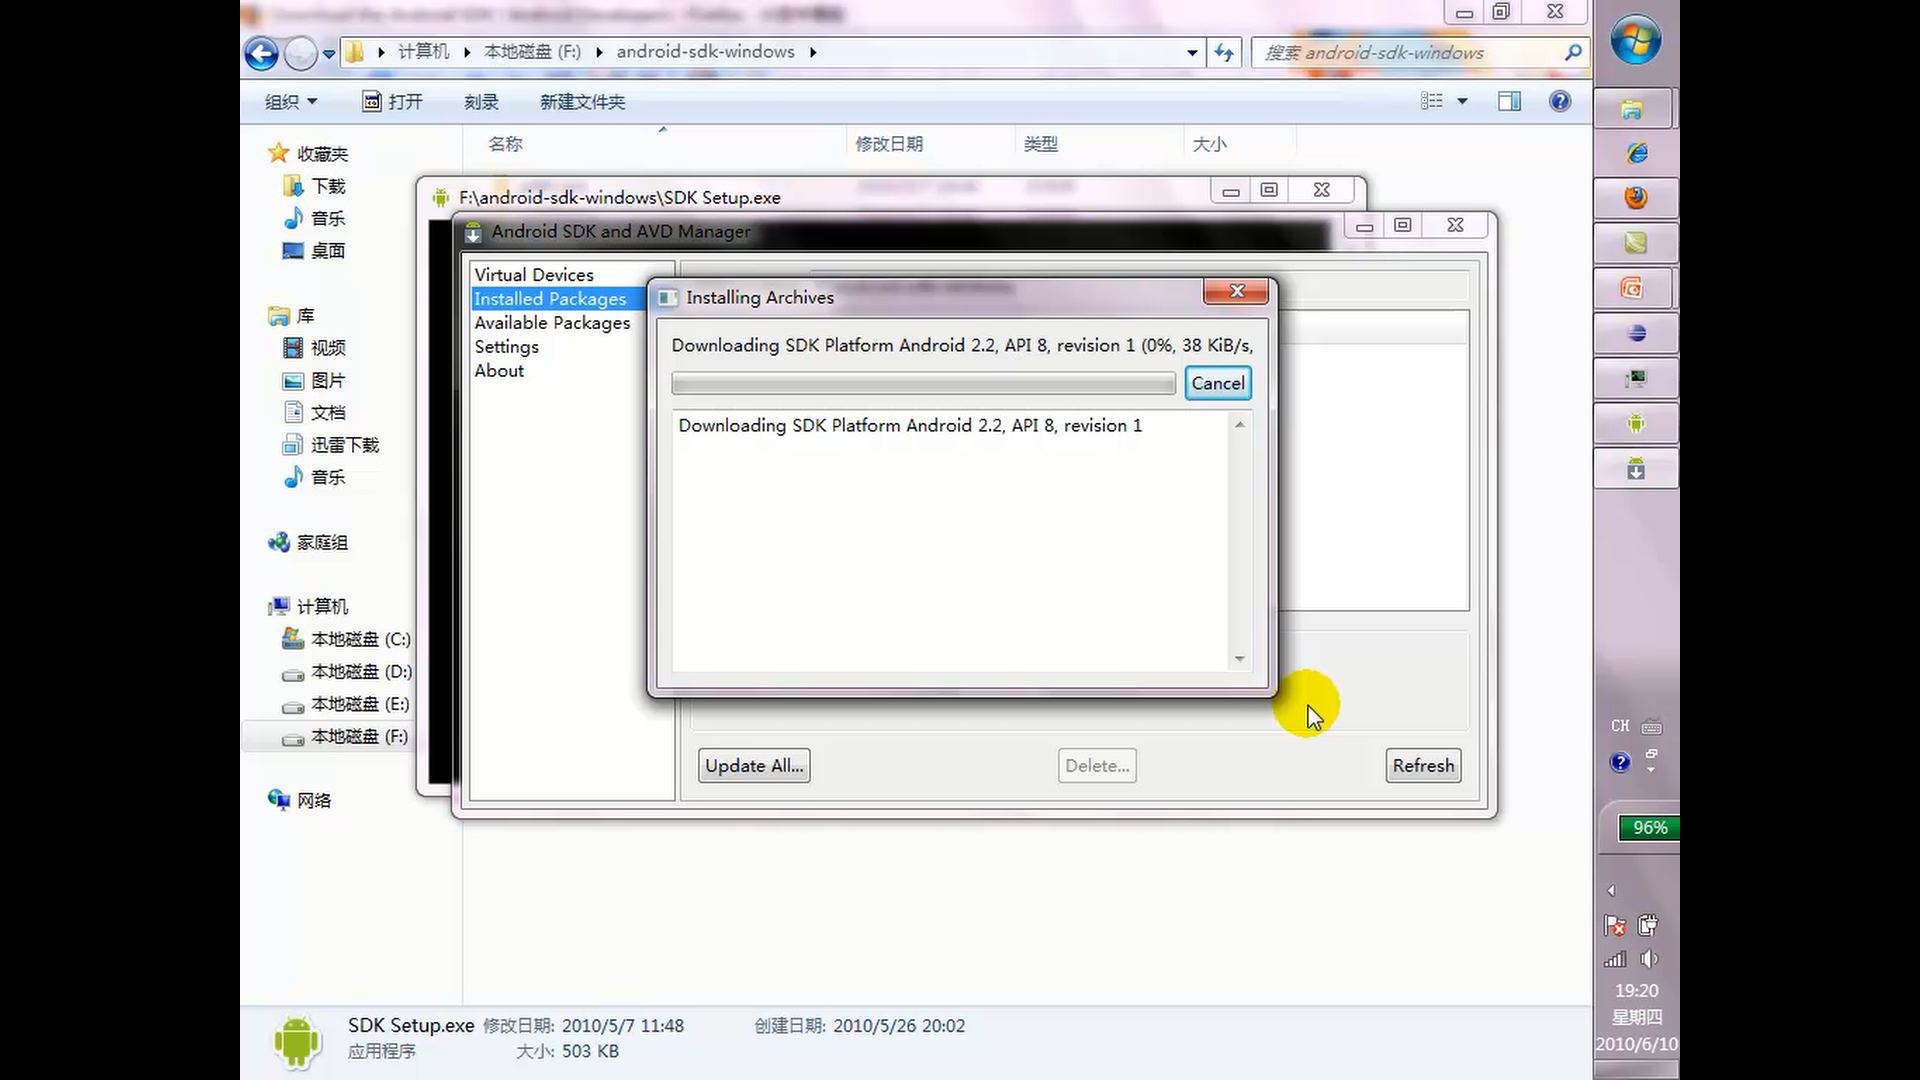 计算机 本地磁盘 (F:) android-sdk-windows
搜索 android-sdk-windows
组织 打开 刻录 新建文件夹
名称 修改日期 类型 大小
收藏夹
下载
音乐
桌面
库
视频
图片
文档
迅雷下载
音乐
家庭组
计算机
本地磁盘 (C:)
本地磁盘 (D:)
本地磁盘 (E:)
本地磁盘 (F:)
网络
F:\android-sdk-windows\SDK Setup.exe
Android SDK and AVD Manager
Virtual Devices
Installed Packages
Available Packages
Settings
About
Installing Archives
Downloading SDK Platform Android 2.2, API 8, revision 1 (0%, 38 KiB/s,
Cancel
Downloading SDK Platform Android 2.2, API 8, revision 1
Update All...
Delete...
Refresh
SDK Setup.exe 修改日期: 2010/5/7 11:48 创建日期: 2010/5/26 20:02
应用程序 大小: 503 KB
CH
96%
19:20
星期四
2010/6/10